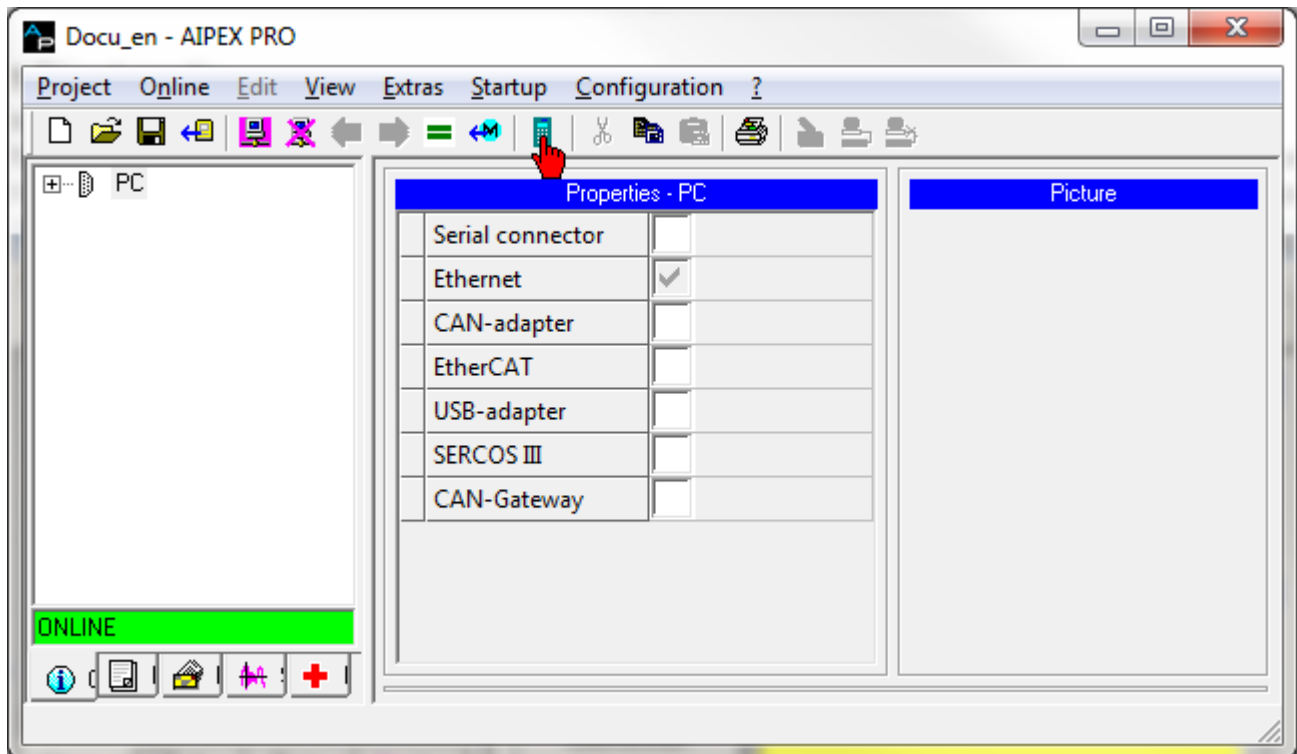 Docu_en - AIPEX PRO
Project Online Edit View Extras Startup Configuration ?
PC
Properties - PC
Picture
Serial connector
Ethernet
CAN-adapter
EtherCAT
USB-adapter
SERCOS III
CAN-Gateway
ONLINE